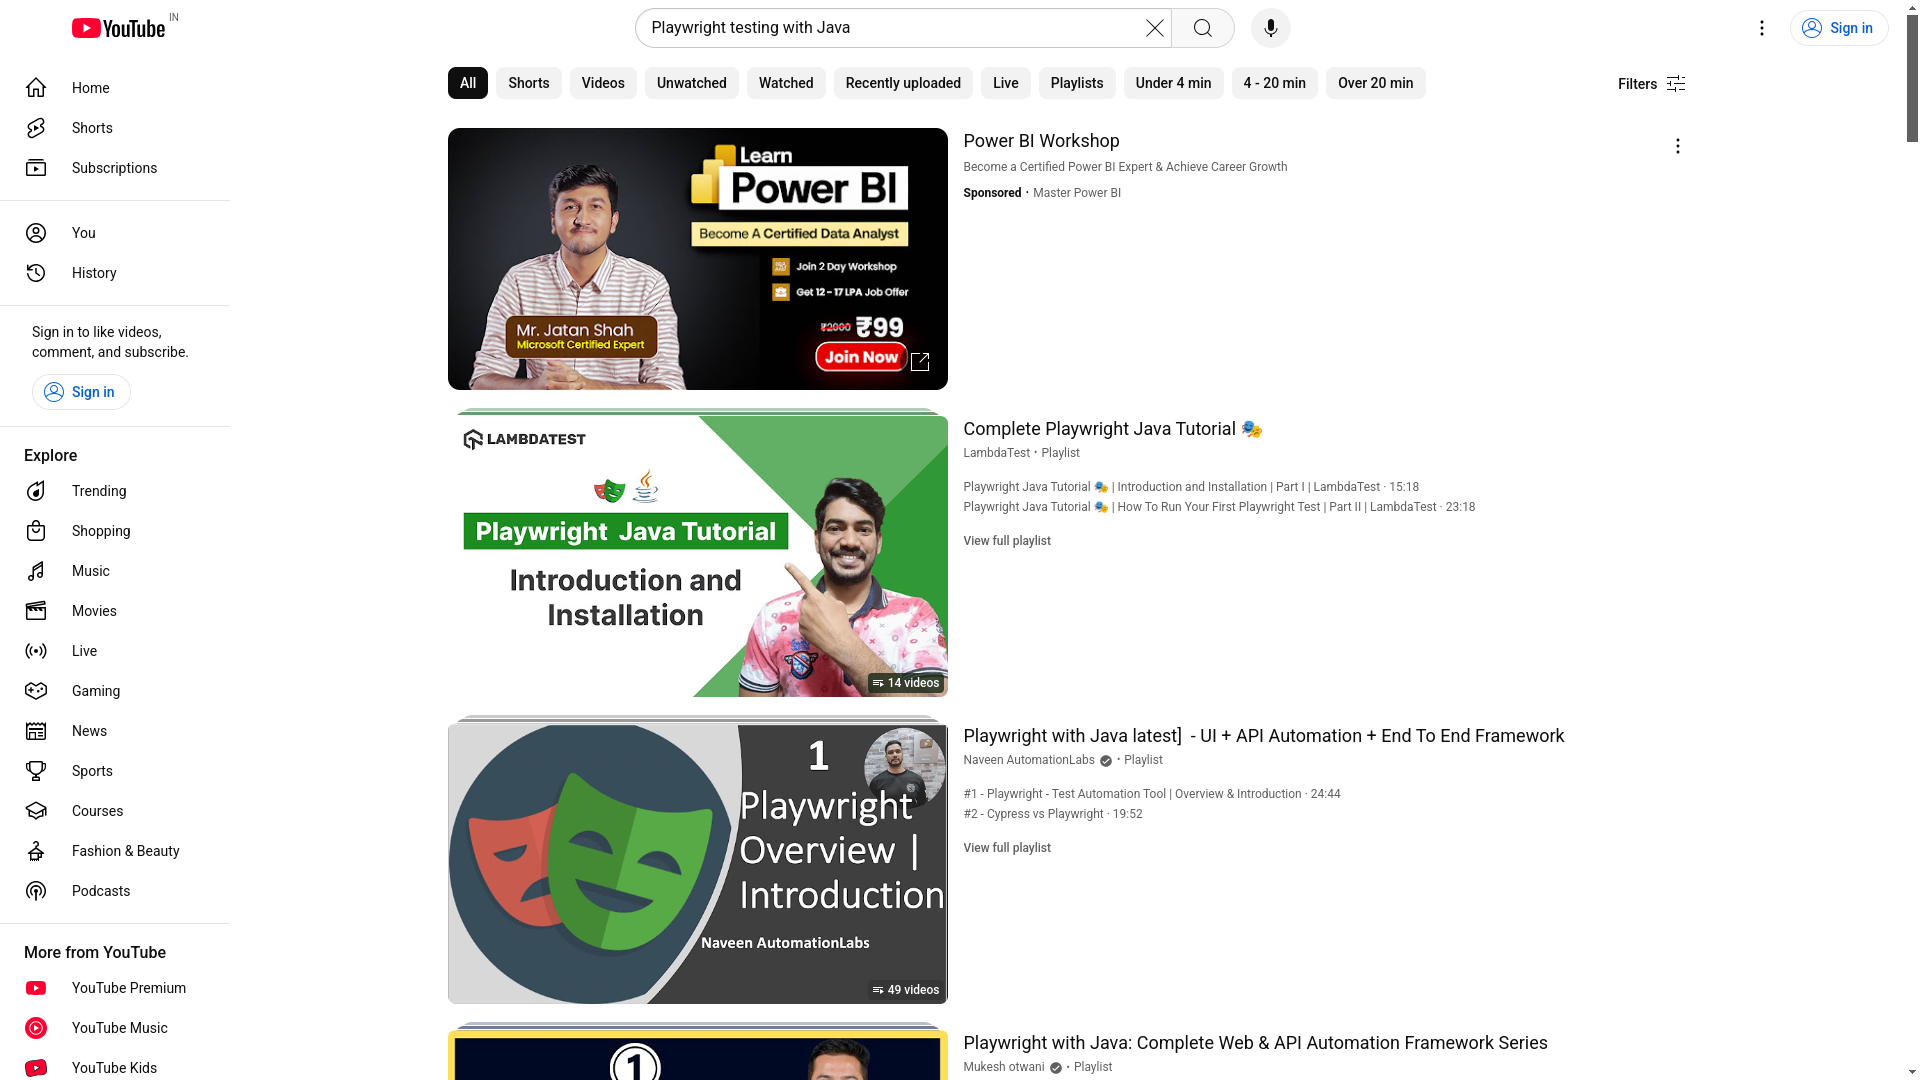 YouTube IN
Playwright testing with Java
Sign in
Home
Shorts
Subscriptions
You
History
Sign in to like videos,
comment, and subscribe.
Sign in
Explore
Trending
Shopping
Music
Movies
Live
Gaming
News
Sports
Courses
Fashion & Beauty
Podcasts
More from YouTube
YouTube Premium
YouTube Music
YouTube Kids
All
Shorts
Videos
Unwatched
Watched
Recently uploaded
Live
Playlists
Under 4 min
4 - 20 min
Over 20 min
Filters
Learn
Power BI
Become A Certified Data Analyst
Join 2 Day Workshop
Get 12 – 17 LPA Job Offer
Mr. Jatan Shah
Microsoft Certified Expert
₹2000 ₹99
Join Now
Power BI Workshop
Become a Certified Power BI Expert & Achieve Career Growth
Sponsored · Master Power BI
LAMBDATEST
Playwright Java Tutorial
Introduction and
Installation
14 videos
Complete Playwright Java Tutorial 🎭
LambdaTest · Playlist
Playwright Java Tutorial 🎭 | Introduction and Installation | Part I | LambdaTest · 15:18
Playwright Java Tutorial 🎭 | How To Run Your First Playwright Test | Part II | LambdaTest · 23:18
View full playlist
1
Playwright
Overview |
Introduction
Naveen AutomationLabs
49 videos
Playwright with Java latest] - UI + API Automation + End To End Framework
Naveen AutomationLabs · Playlist
#1 - Playwright - Test Automation Tool | Overview & Introduction · 24:44
#2 - Cypress vs Playwright · 19:52
View full playlist
1
Playwright with Java: Complete Web & API Automation Framework Series
Mukesh otwani · Playlist